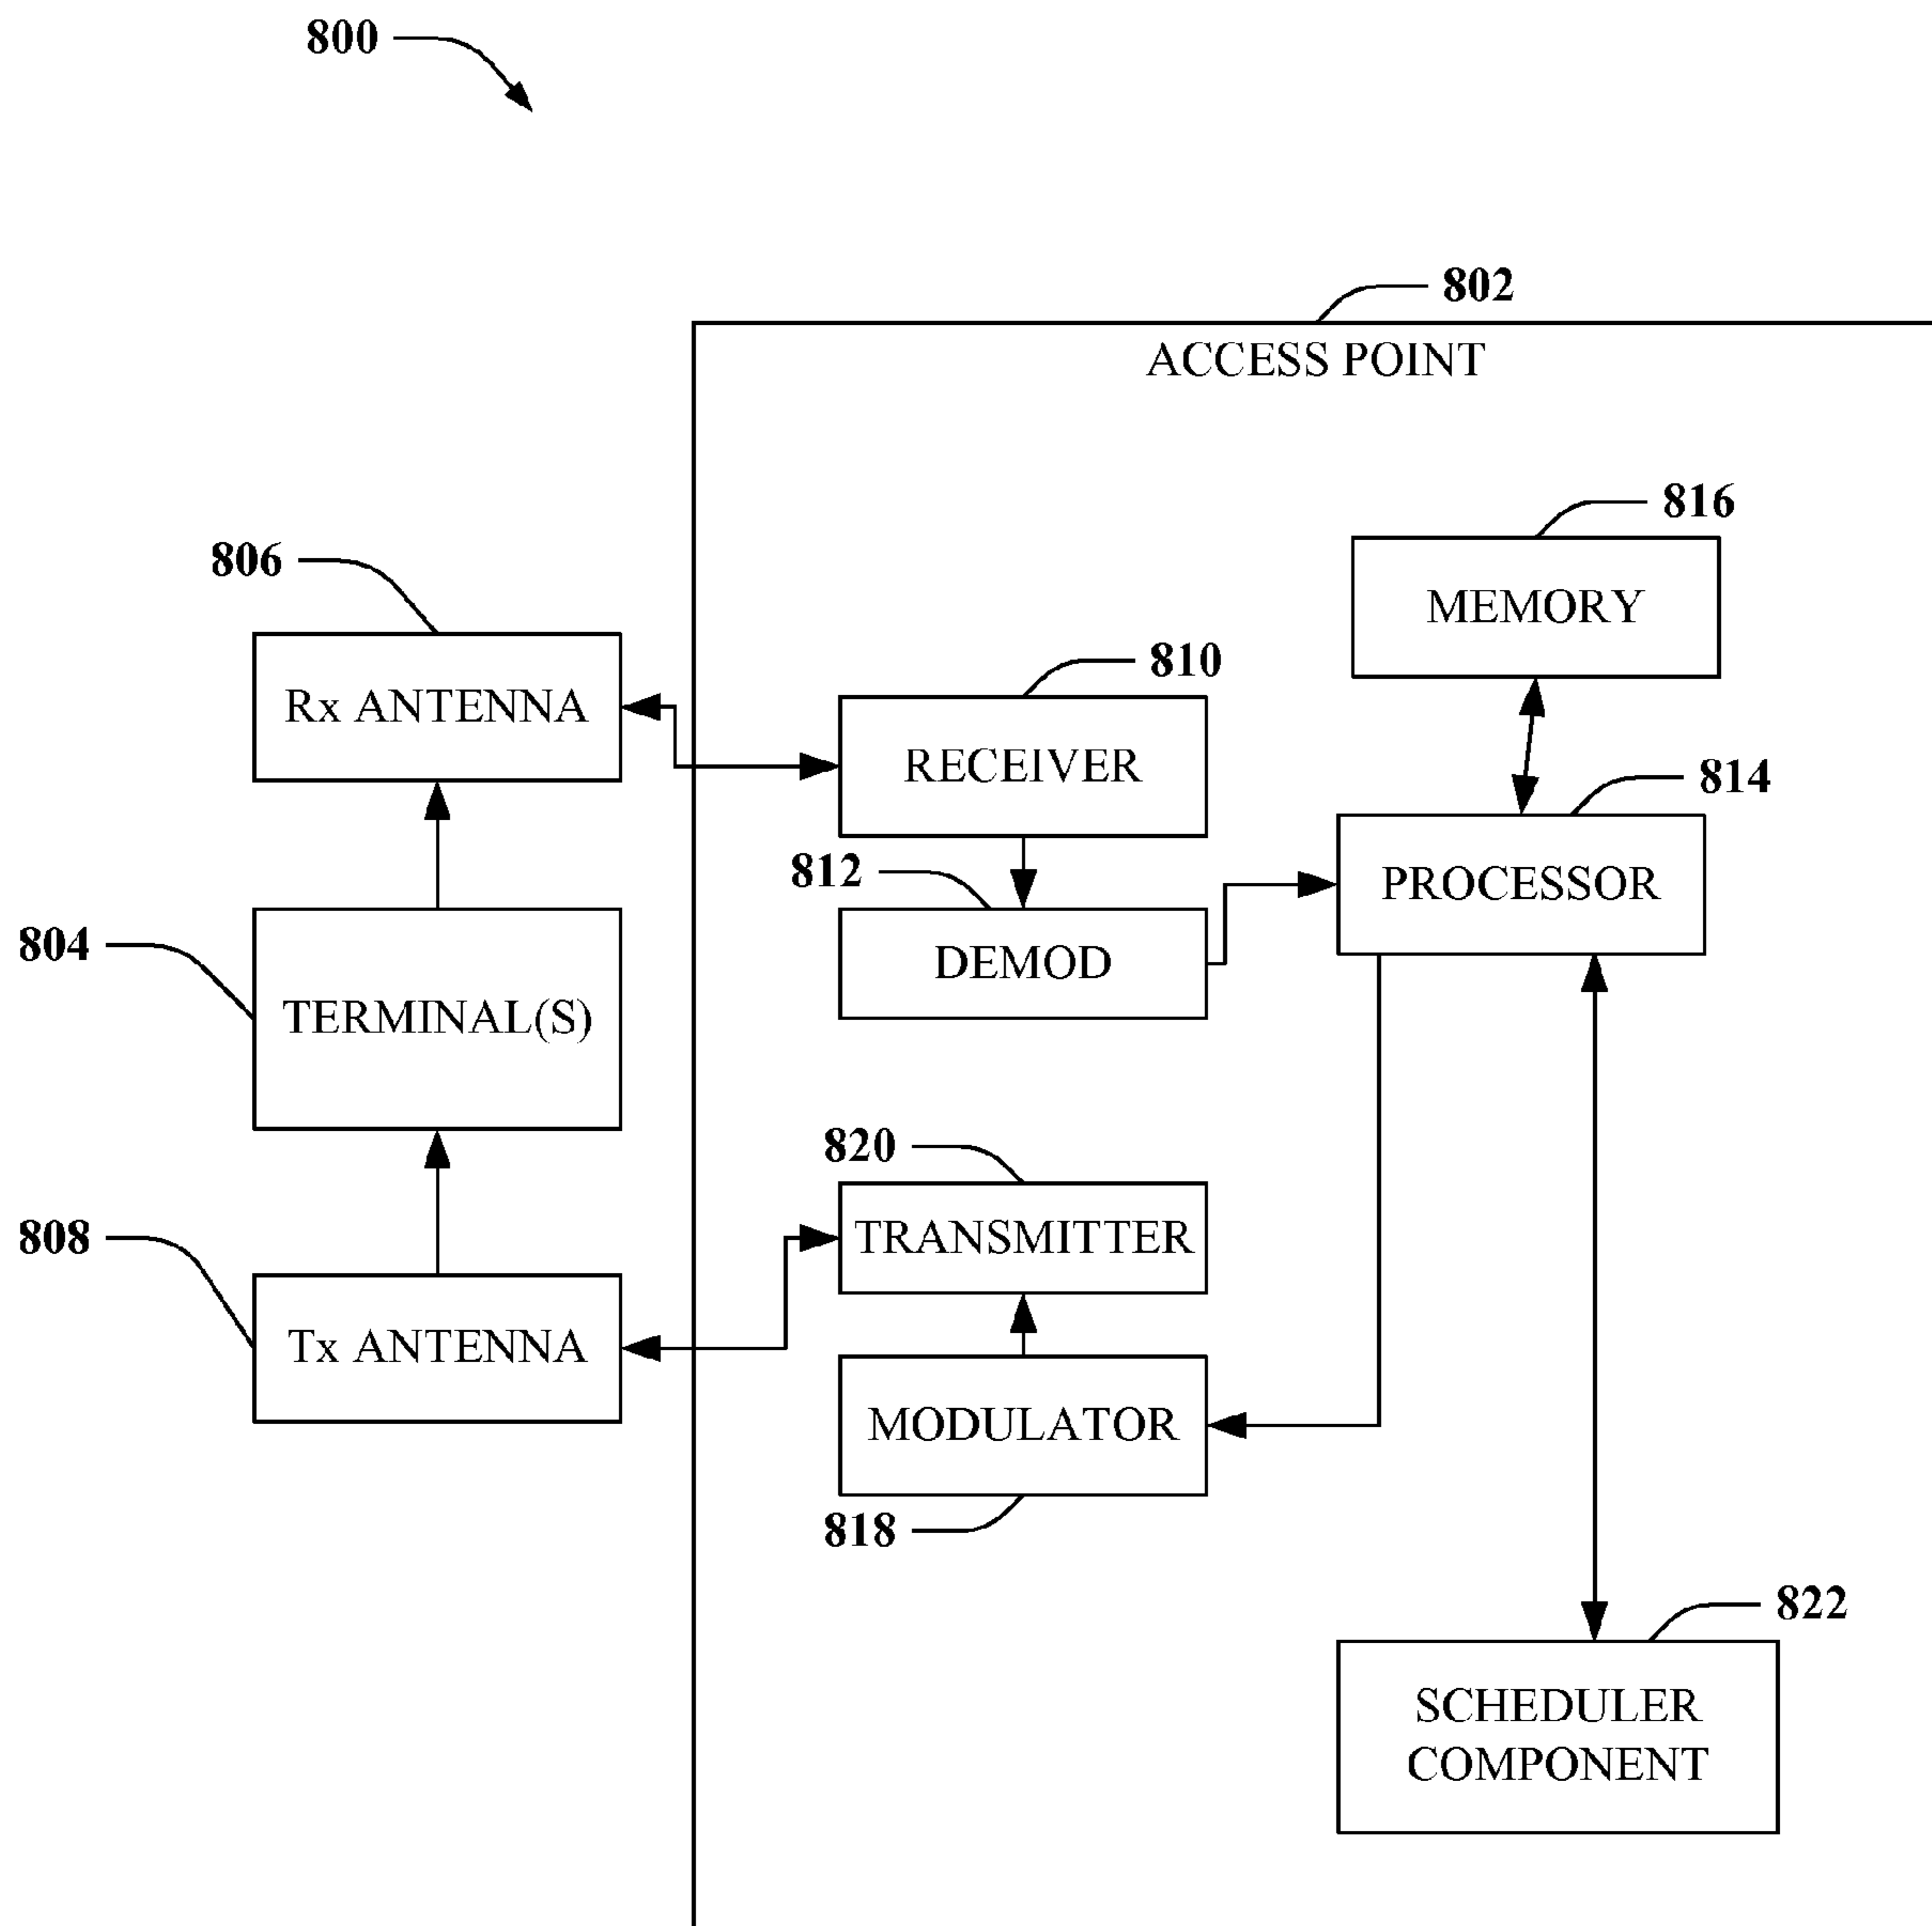 800
802
ACCESS POINT
816
806
MEMORY
810
Rx ANTENNA
RECEIVER
814
812
PROCESSOR
804
DEMOD
TERMINAL(S)
820
808
TRANSMITTER
Tx ANTENNA
MODULATOR
818
822
SCHEDULER
COMPONENT